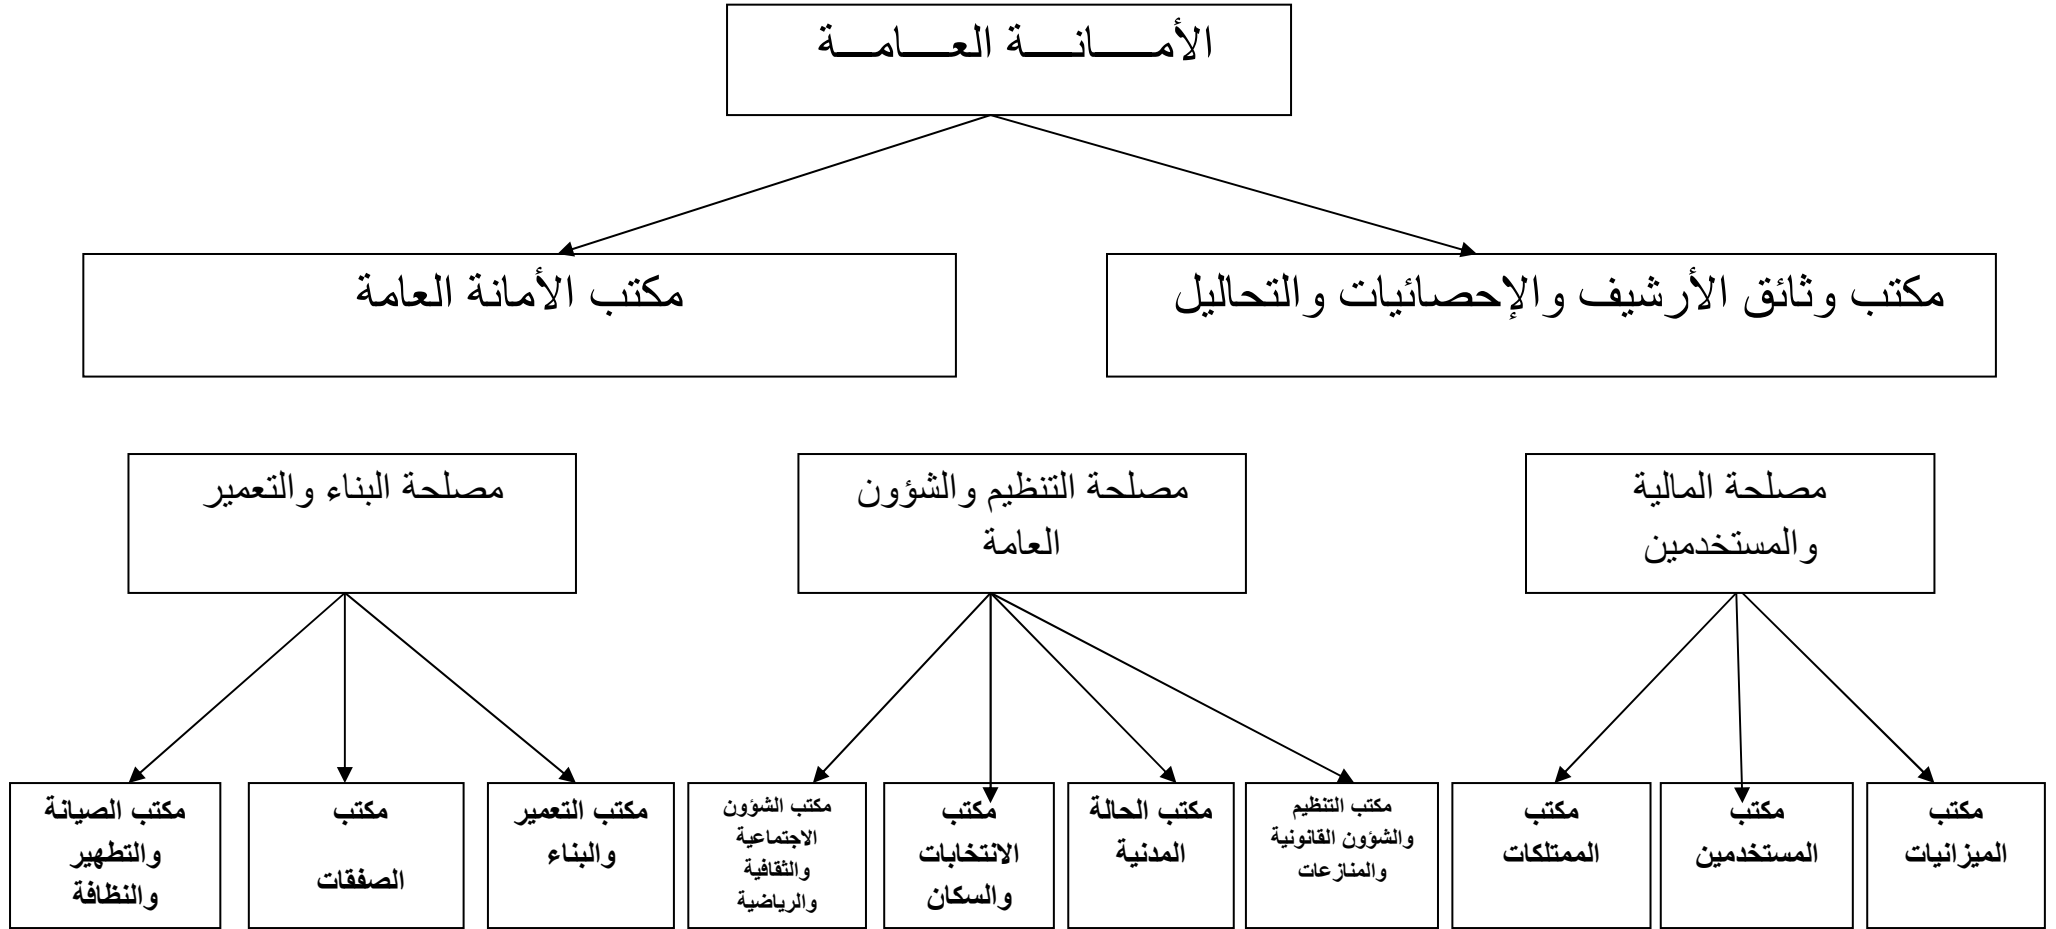 الأمـــانــة العــامــة
مكتب وثائق الأرشيف والإحصائيات والتحاليل
مكتب الأمانة العامة
مصلحة المالية
والمستخدمين
مصلحة التنظيم والشؤون
العامة
مصلحة البناء والتعمير
مكتب
الميزانيات
مكتب
المستخدمين
مكتب
الممتلكات
مكتب التنظيم
والشؤون القانونية
والمنازعات
مكتب الحالة
المدنية
مكتب
الانتخابات
والسكان
مكتب الشؤون
الاجتماعية
والثقافية
والرياضية
مكتب التعمير
والبناء
مكتب
الصفقات
مكتب الصيانة
والتطهير
والنظافة